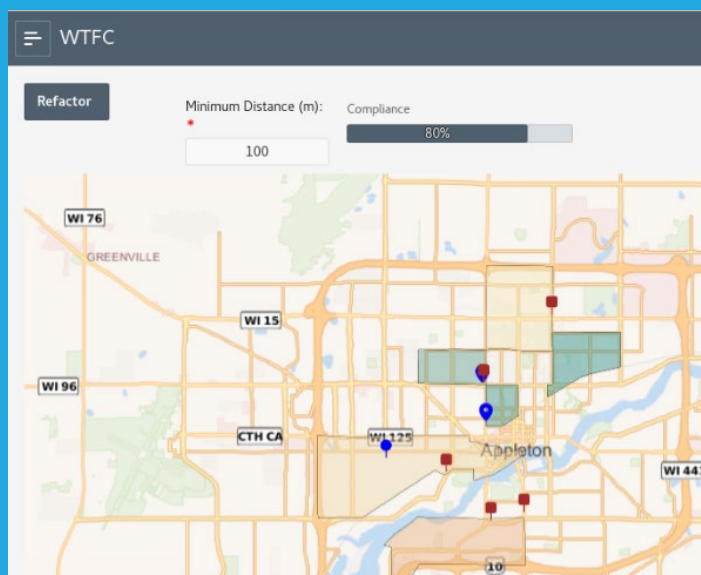 WTFC
Refactor
Minimum Distance (m):
*
100
Compliance
80%
WI 76
GREENVILLE
WI 15
WI 96
CTH CA
WI 125
Appleton
WI 441
10